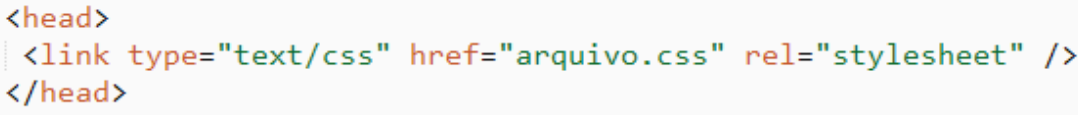 <head>
<link type="text/css" href="arquivo.css" rel="stylesheet" />
</head>